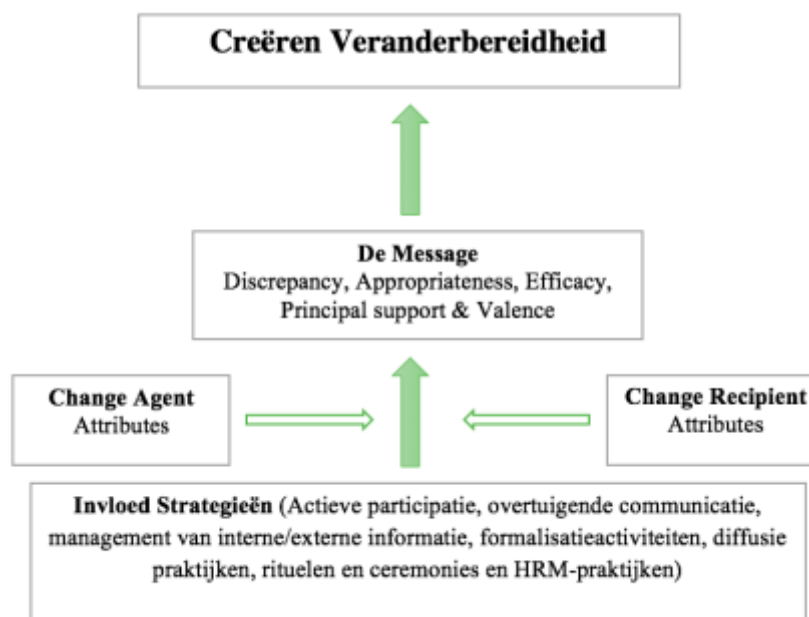 Creëren Veranderbereidheid
De Message
Discrepancy, Appropriateness, Efficacy,
Principal support & Valence
Change Agent
Attributes
Change Recipient
Attributes
Invloed Strategieën (Actieve participatie, overtuigende communicatie,
management van interne/externe informatie, formalisatieactiviteiten, diffusie
praktijken, rituelen en ceremonies en HRM-praktijken)